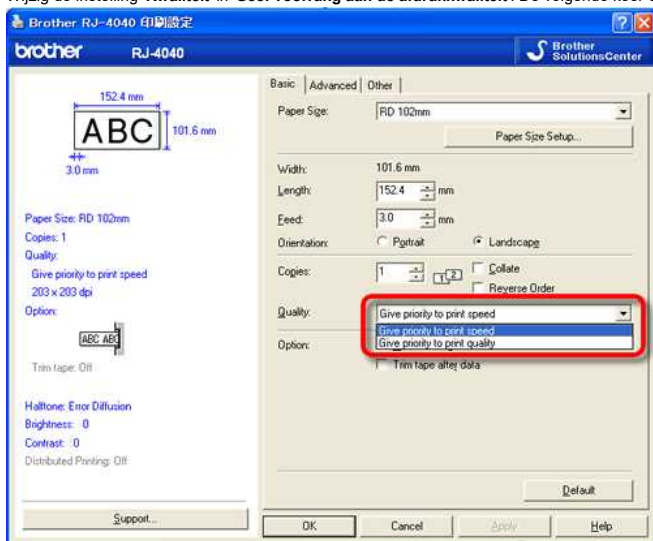 Brother RJ-4040 印刷設定
brother RJ-4040
Brother SolutionsCenter
152.4 mm
ABC
101.6 mm
3.0 mm
Paper Size: RD 102mm
Copies: 1
Quality:
Give priority to print speed
203 x 203 dpi
Option:
ABC ABC
Trim tape: Off
Halftone: Error Diffusion
Brightness: 0
Contrast: 0
Distributed Printing: Off
Support...
Basic Advanced Other
Paper Size: RD 102mm
Paper Size Setup...
Width: 101.6 mm
Length: 152.4 mm
Feed: 3.0 mm
Orientation: Portrait Landscape
Copies: 1 Collate
Reverse Order
Quality: Give priority to print speed
Give priority to print speed
Give priority to print quality
Option:
Trim tape after data
Default
OK Cancel Apply Help